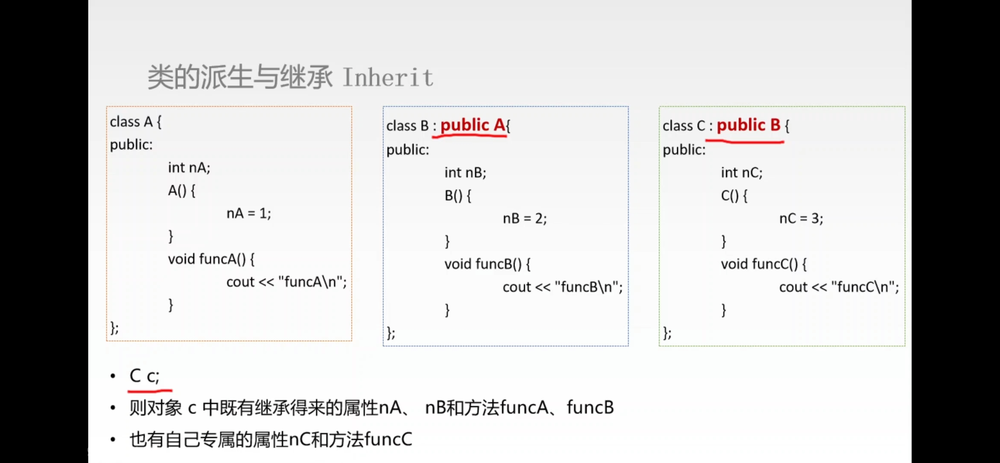 类的派生与继承 Inherit
class A {
public:
int nA;
A() {
nA = 1;
}
void funcA() {
cout << "funcA\n";
}
};
class B : public A{
public:
int nB;
B() {
nB = 2;
}
void funcB() {
cout << "funcB\n";
}
};
class C : public B {
public:
int nC;
C() {
nC = 3;
}
void funcC() {
cout << "funcC\n";
}
};
• C c;
• 则对象 c 中既有继承得来的属性nA、 nB和方法funcA、funcB
• 也有自己专属的属性nC和方法funcC